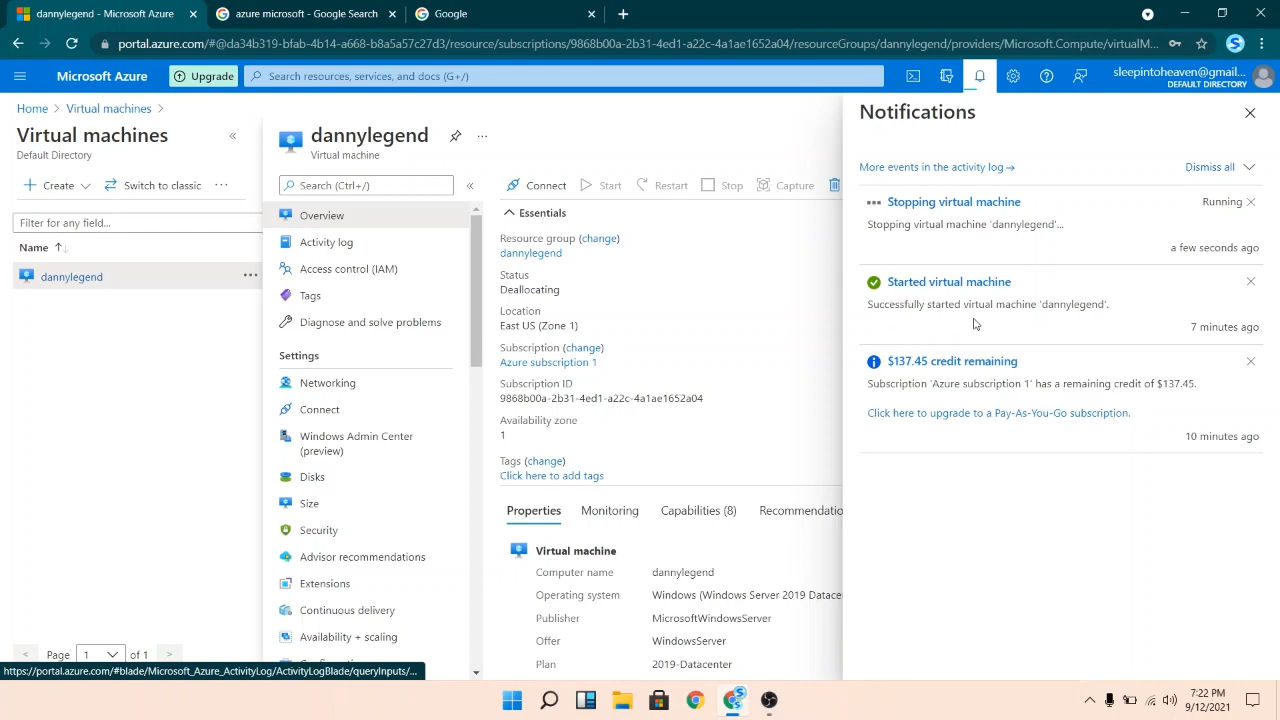 dannylegend - Microsoft Azure
azure microsoft - Google Search
Google
portal.azure.com/#@da34b319-bfab-4b14-a668-b8a5a57c27d3/resource/subscriptions/9868b00a-2b31-4ed1-a22c-4a1ae1652a04/resourceGroups/dannylegend/providers/Microsoft.Compute/virtualM...
Microsoft Azure
Upgrade
Search resources, services, and docs (G+/)
sleepintoheaven@gmail....
DEFAULT DIRECTORY
Home > Virtual machines >
Virtual machines
Default Directory
Create
Switch to classic
Filter for any field...
Name
dannylegend
Page 1 of 1
https://portal.azure.com/#blade/Microsoft_Azure_ActivityLog/ActivityLogBlade/queryInputs/...
dannylegend
Virtual machine
Search (Ctrl+/)
Overview
Activity log
Access control (IAM)
Tags
Diagnose and solve problems
Settings
Networking
Connect
Windows Admin Center
(preview)
Disks
Size
Security
Advisor recommendations
Extensions
Continuous delivery
Availability + scaling
Connect
Start
Restart
Stop
Capture
Essentials
Resource group (change)
dannylegend
Status
Deallocating
Location
East US (Zone 1)
Subscription (change)
Azure subscription 1
Subscription ID
9868b00a-2b31-4ed1-a22c-4a1ae1652a04
Availability zone
1
Tags (change)
Click here to add tags
Properties
Monitoring
Capabilities (8)
Recommendatio
Virtual machine
Computer name dannylegend
Operating system Windows (Windows Server 2019 Datace
Publisher MicrosoftWindowsServer
Offer WindowsServer
Plan 2019-Datacenter
Notifications
More events in the activity log →
Dismiss all
Stopping virtual machine
Running
Stopping virtual machine 'dannylegend'...
a few seconds ago
Started virtual machine
Successfully started virtual machine 'dannylegend'.
7 minutes ago
$137.45 credit remaining
Subscription 'Azure subscription 1' has a remaining credit of $137.45.
Click here to upgrade to a Pay-As-You-Go subscription.
10 minutes ago
7:22 PM
9/12/2021